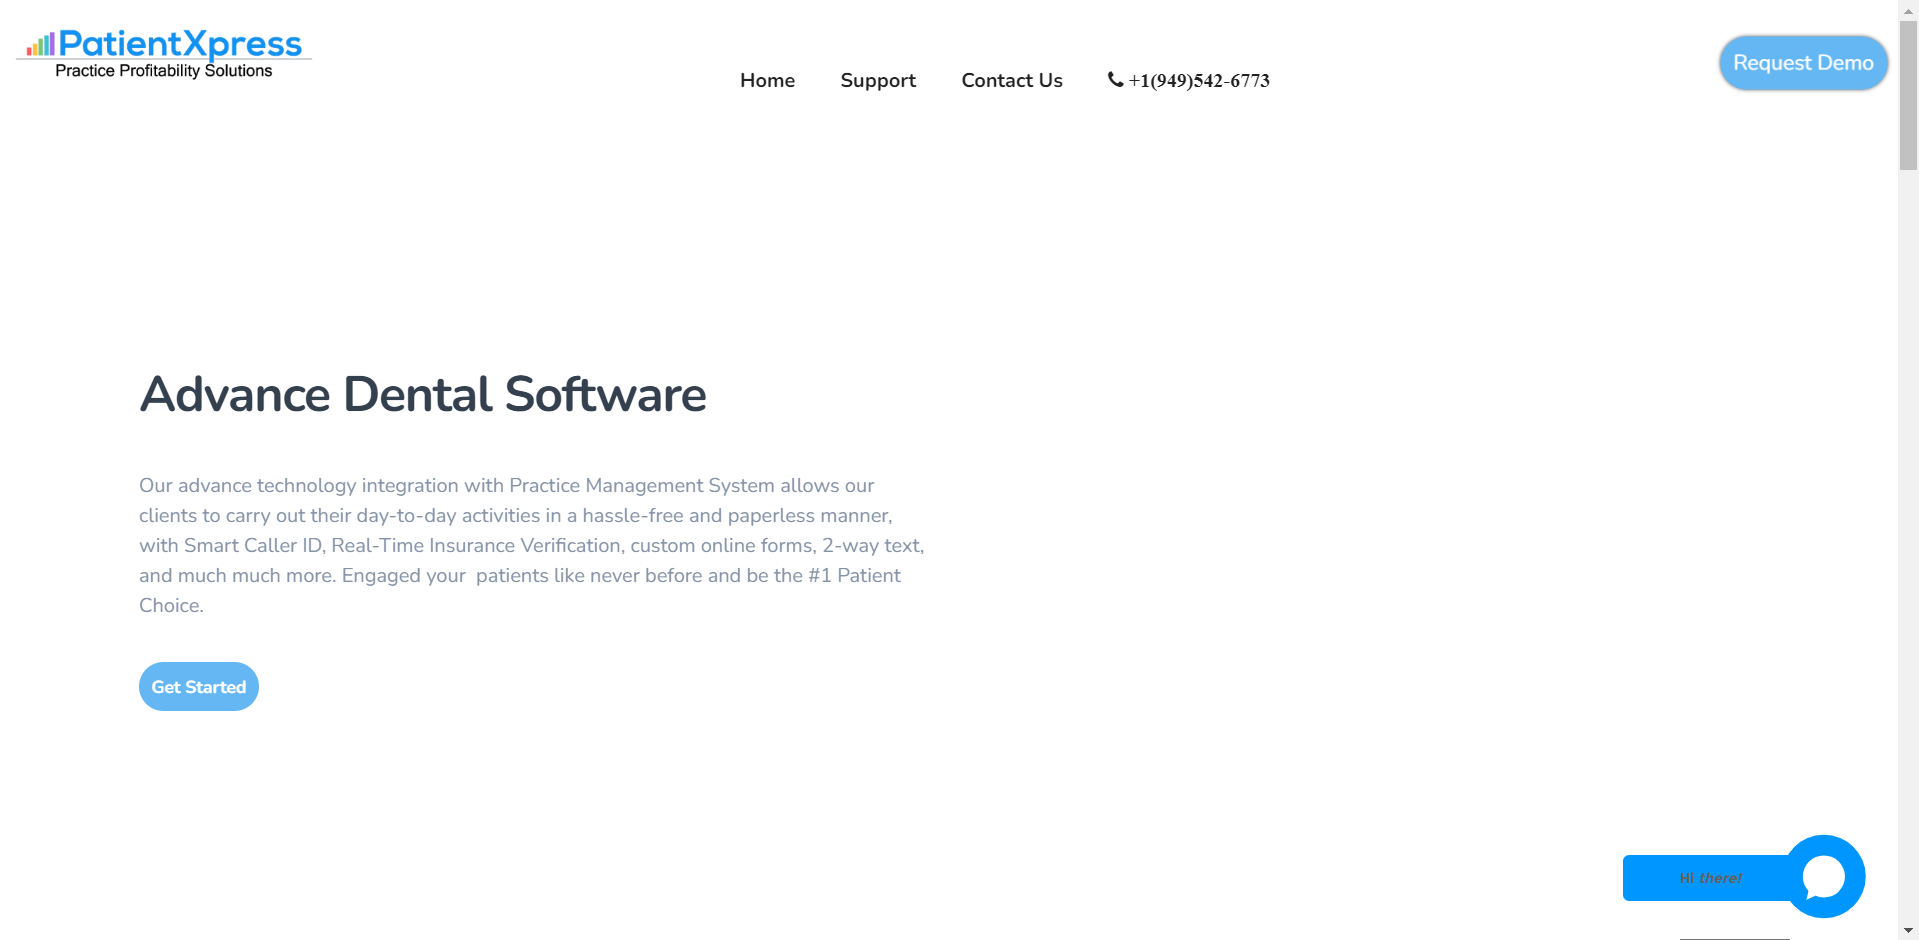 PatientXpress
Practice Profitability Solutions
Home Support Contact Us +1(949)542-6773
Request Demo
Advance Dental Software
Our advance technology integration with Practice Management System allows our
clients to carry out their day-to-day activities in a hassle-free and paperless manner,
with Smart Caller ID, Real-Time Insurance Verification, custom online forms, 2-way text,
and much much more. Engaged your  patients like never before and be the #1 Patient
Choice.
Get Started
Hi there!